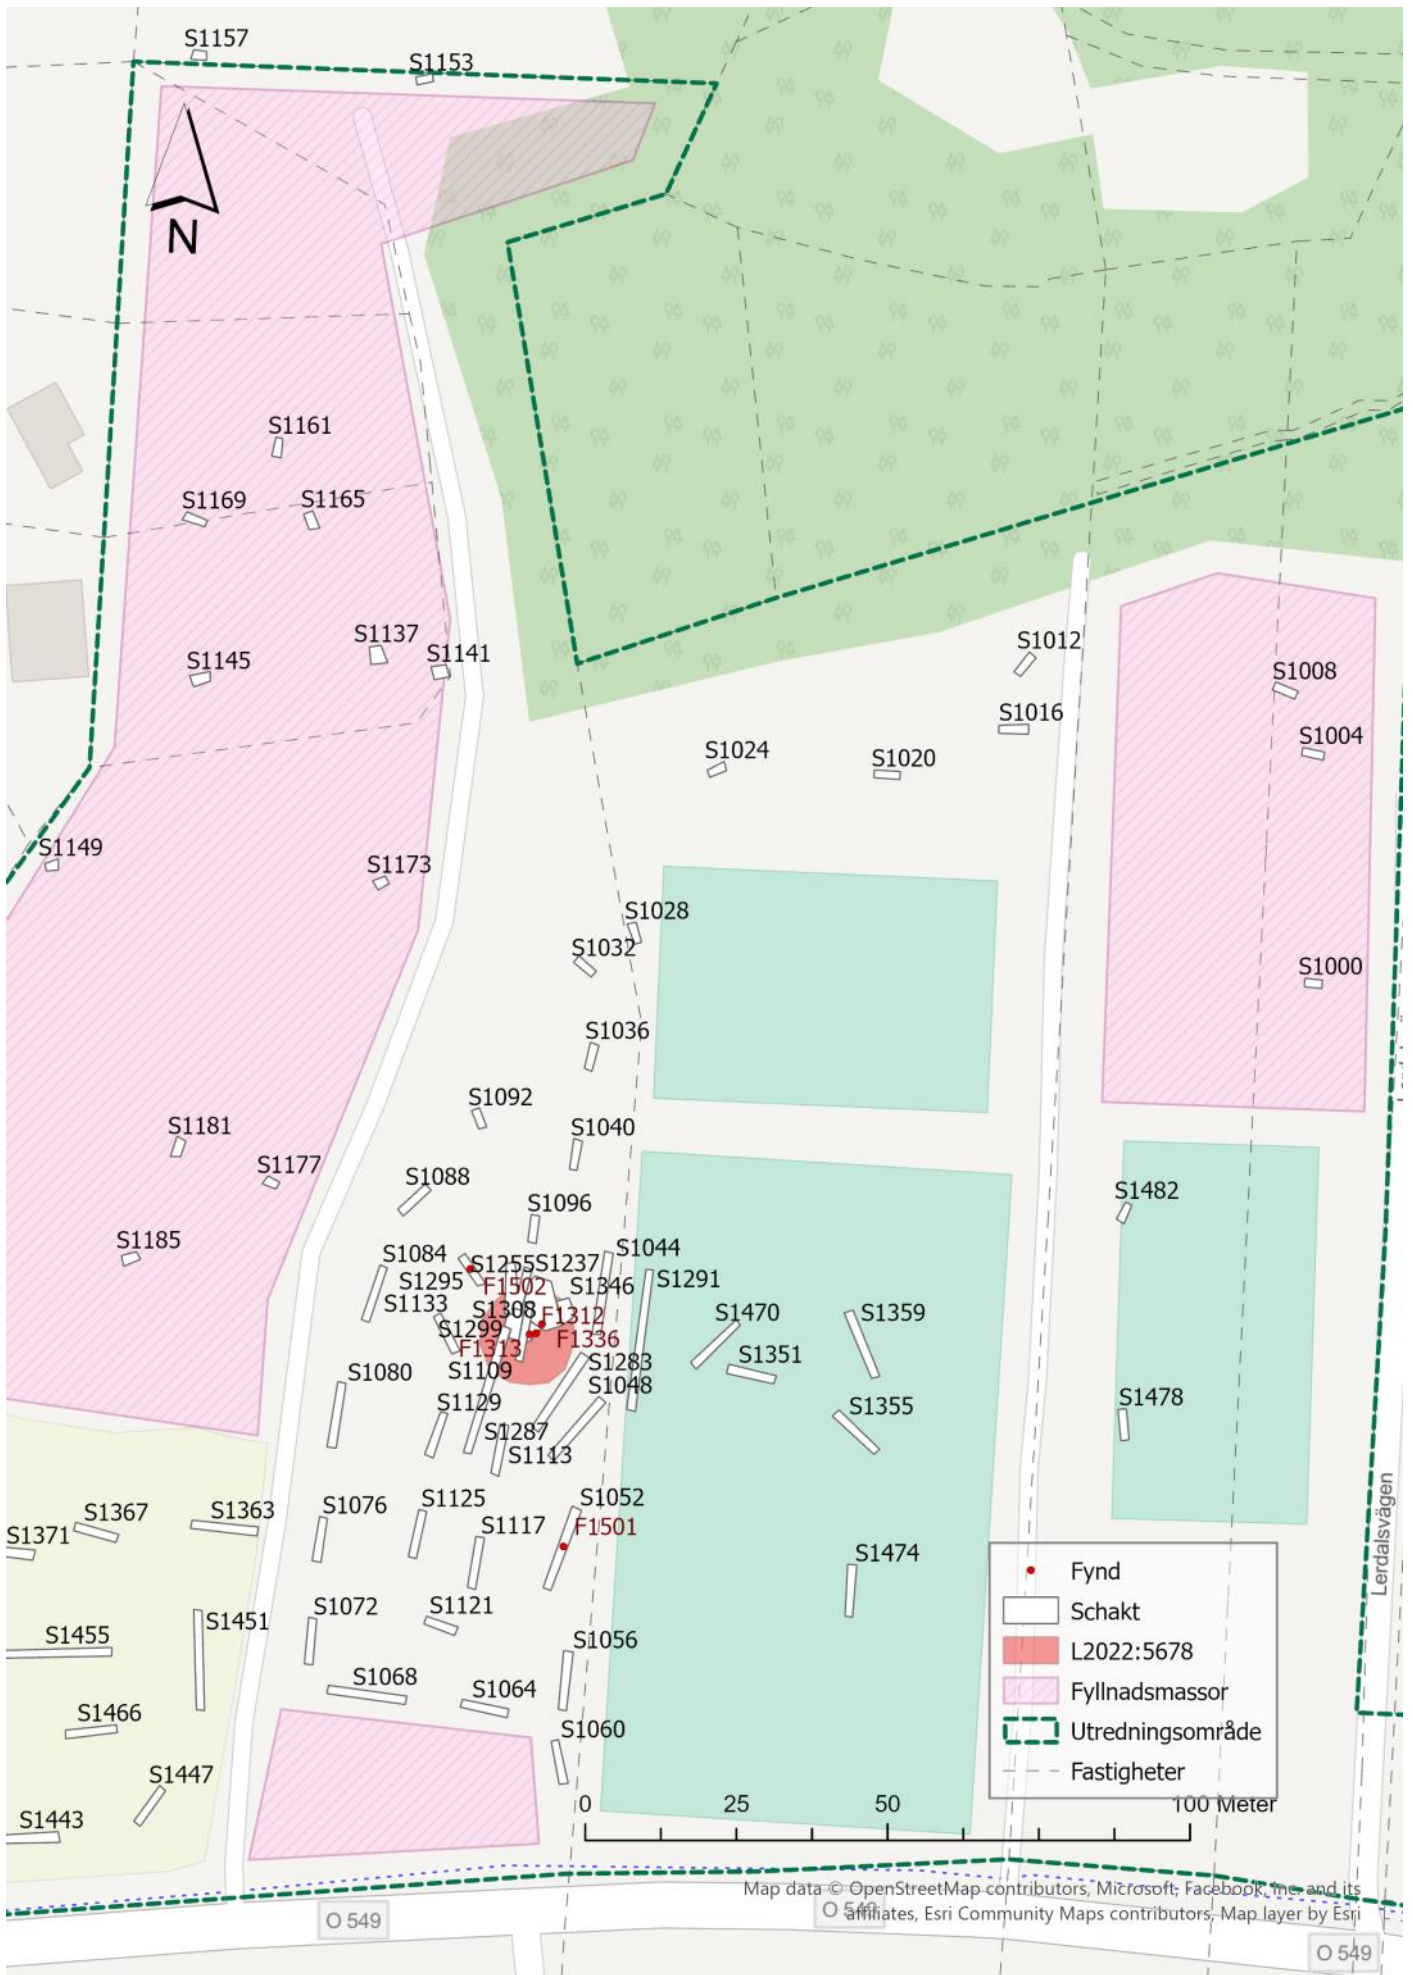 S1157
S1153
N
S1161
S1169
S1165
S1137
S1141
S1145
S1012
S1008
S1016
S1004
S1024
S1020
S1149
S1173
S1028
S1032
S1000
S1036
S1092
S1040
S1181
S1177
S1088
S1482
S1096
S1185
S1084
S1044
S1255
S1237
S1295
F1502
S1346
S1291
S1133
S1308
F1312
S1470
S1359
S1299
F1313
F1336
S1351
S1080
S1109
S1283
S1048
S1129
S1355
S1478
S1287
S1113
S1367
S1363
S1076
S1125
S1052
S1371
S1117
F1501
S1474
Lerdalsvägen
Fynd
Schakt
L2022:5678
Fyllnadsmassor
Utredningsområde
Fastigheter
S1072
S1121
S1451
S1455
S1056
S1068
S1064
S1466
S1060
S1447
S1443
0 25 50 100 Meter
Map data © OpenStreetMap contributors, Microsoft, Facebook, Inc. and its
affiliates, Esri Community Maps contributors, Map layer by Esri
O 549
O 549
O 549